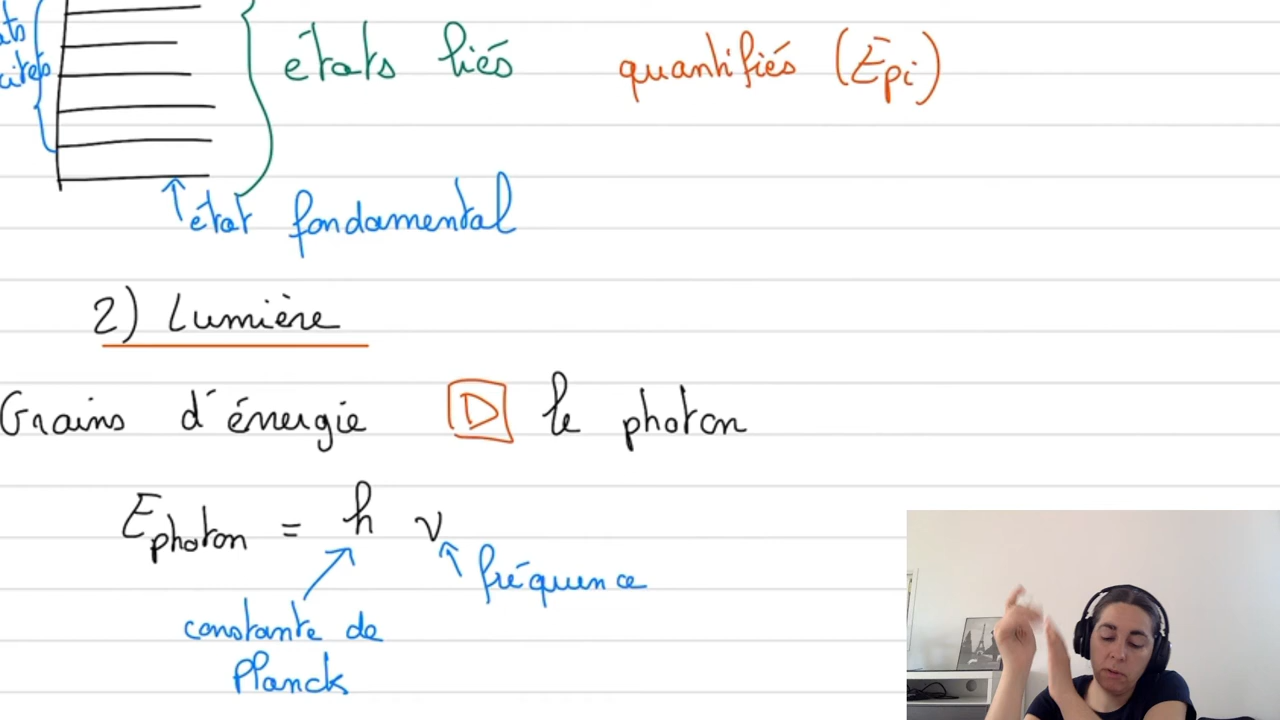 états liés quantifiés (Epi)
état fondamental
2) Lumière
Grains d'énergie D le photon
Ephoton = h ν
fréquence
constante de
Planck